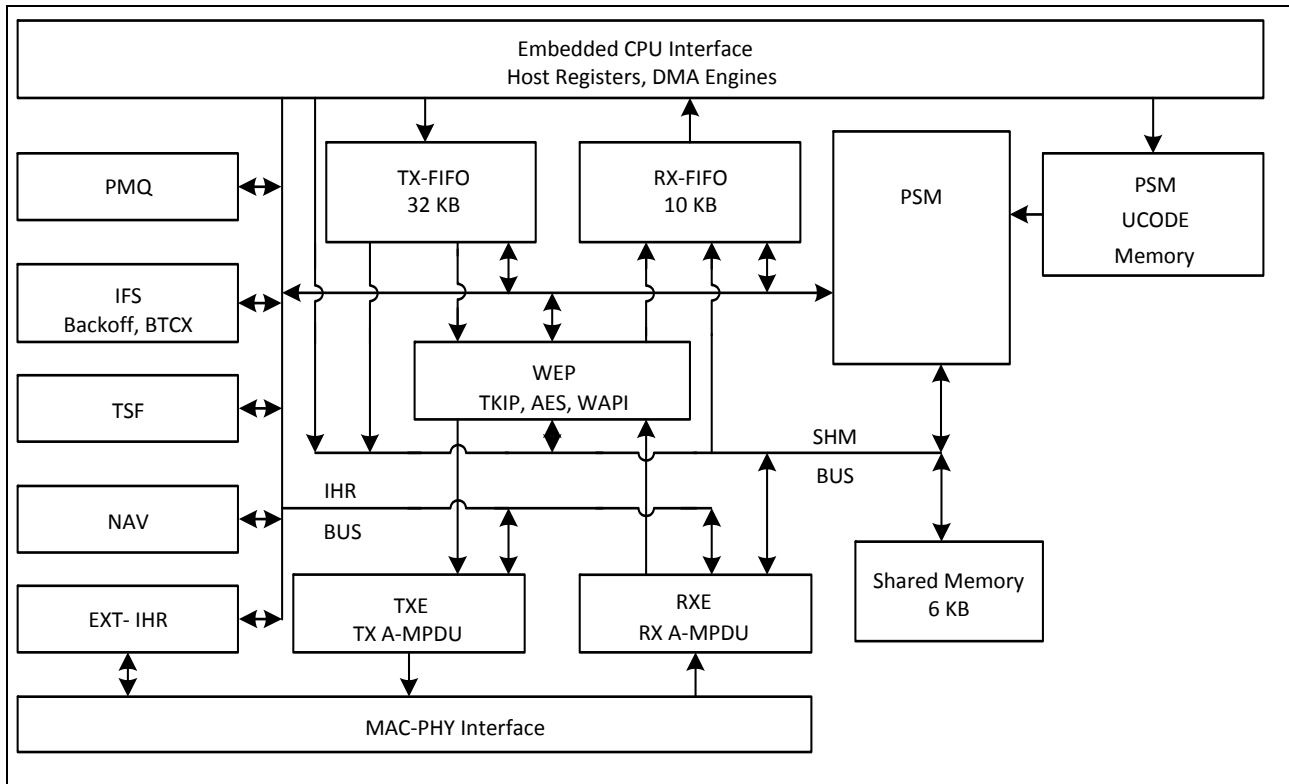 Embedded CPU Interface
Host Registers, DMA Engines
PMQ
TX-FIFO
32 KB
RX-FIFO
10 KB
PSM
PSM
UCODE
Memory
IFS
Backoff, BTCX
WEP
TKIP, AES, WAPI
TSF
SHM
BUS
IHR
BUS
NAV
Shared Memory
6 KB
EXT- IHR
TXE
TX A-MPDU
RXE
RX A-MPDU
MAC-PHY Interface